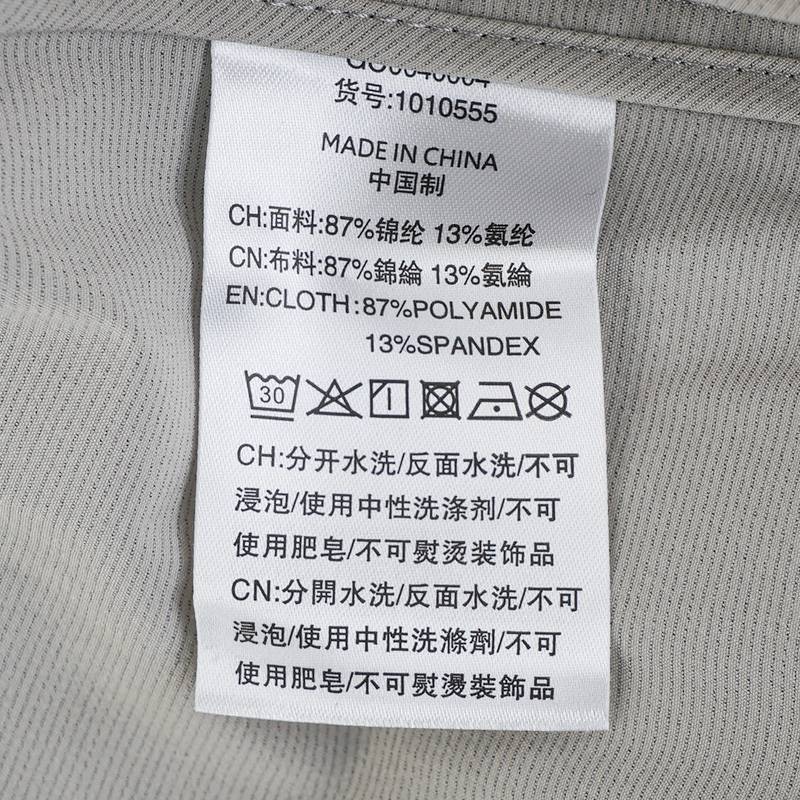 货号:1010555
MADE IN CHINA
中国制
CH:面料:87%锦纶 13%氨纶
CN:布料:87%錦綸 13%氨綸
EN:CLOTH:87%POLYAMIDE
13%SPANDEX
30
CH:分开水洗/反面水洗/不可
浸泡/使用中性洗涤剂/不可
使用肥皂/不可熨烫装饰品
CN:分開水洗/反面水洗/不可
浸泡/使用中性洗滌劑/不可
使用肥皂/不可熨燙裝飾品